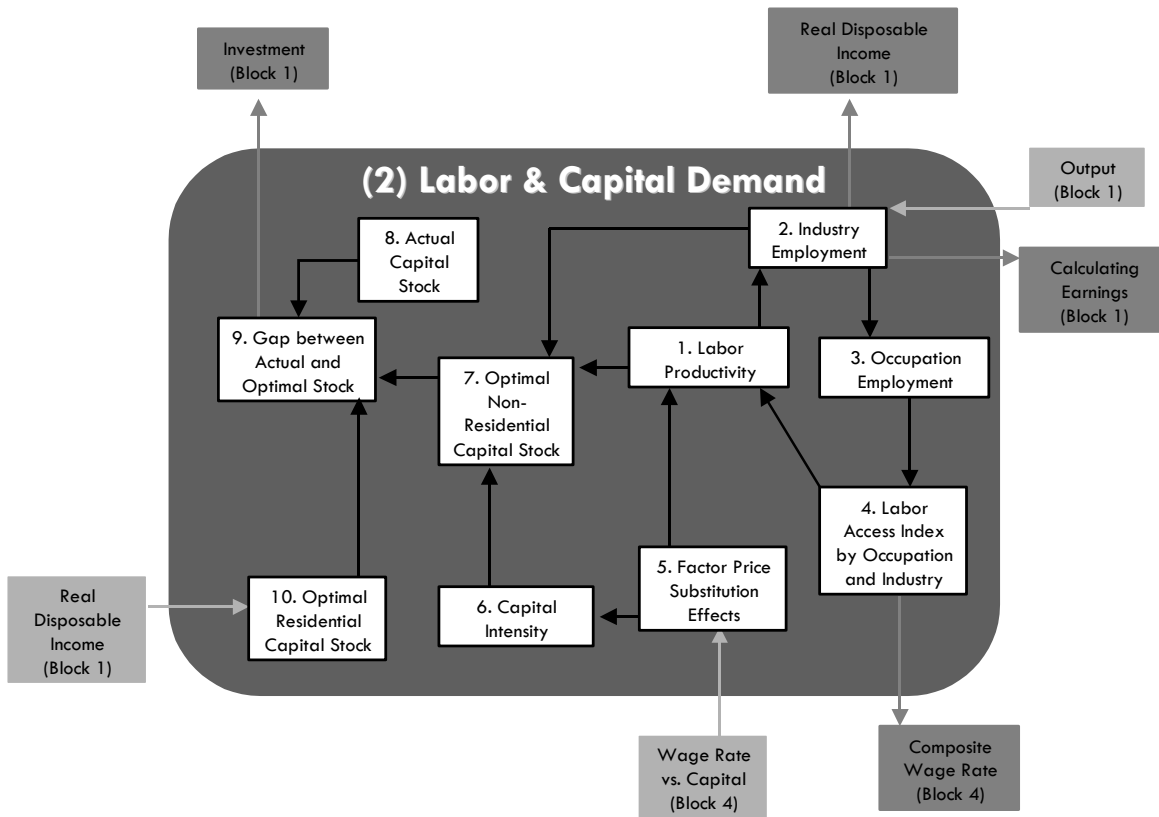 Investment
(Block 1)
Real Disposable
Income
(Block 1)
(2) Labor & Capital Demand
Output
(Block 1)
2. Industry
Employment
8. Actual
Capital
Stock
Calculating
Earnings
(Block 1)
9. Gap between
Actual and
Optimal Stock
1. Labor
Productivity
3. Occupation
Employment
7. Optimal
Non-
Residential
Capital Stock
4. Labor
Access Index
by Occupation
and Industry
5. Factor Price
Substitution
Effects
Real
Disposable
Income
(Block 1)
10. Optimal
Residential
Capital Stock
6. Capital
Intensity
Wage Rate
vs. Capital
(Block 4)
Composite
Wage Rate
(Block 4)